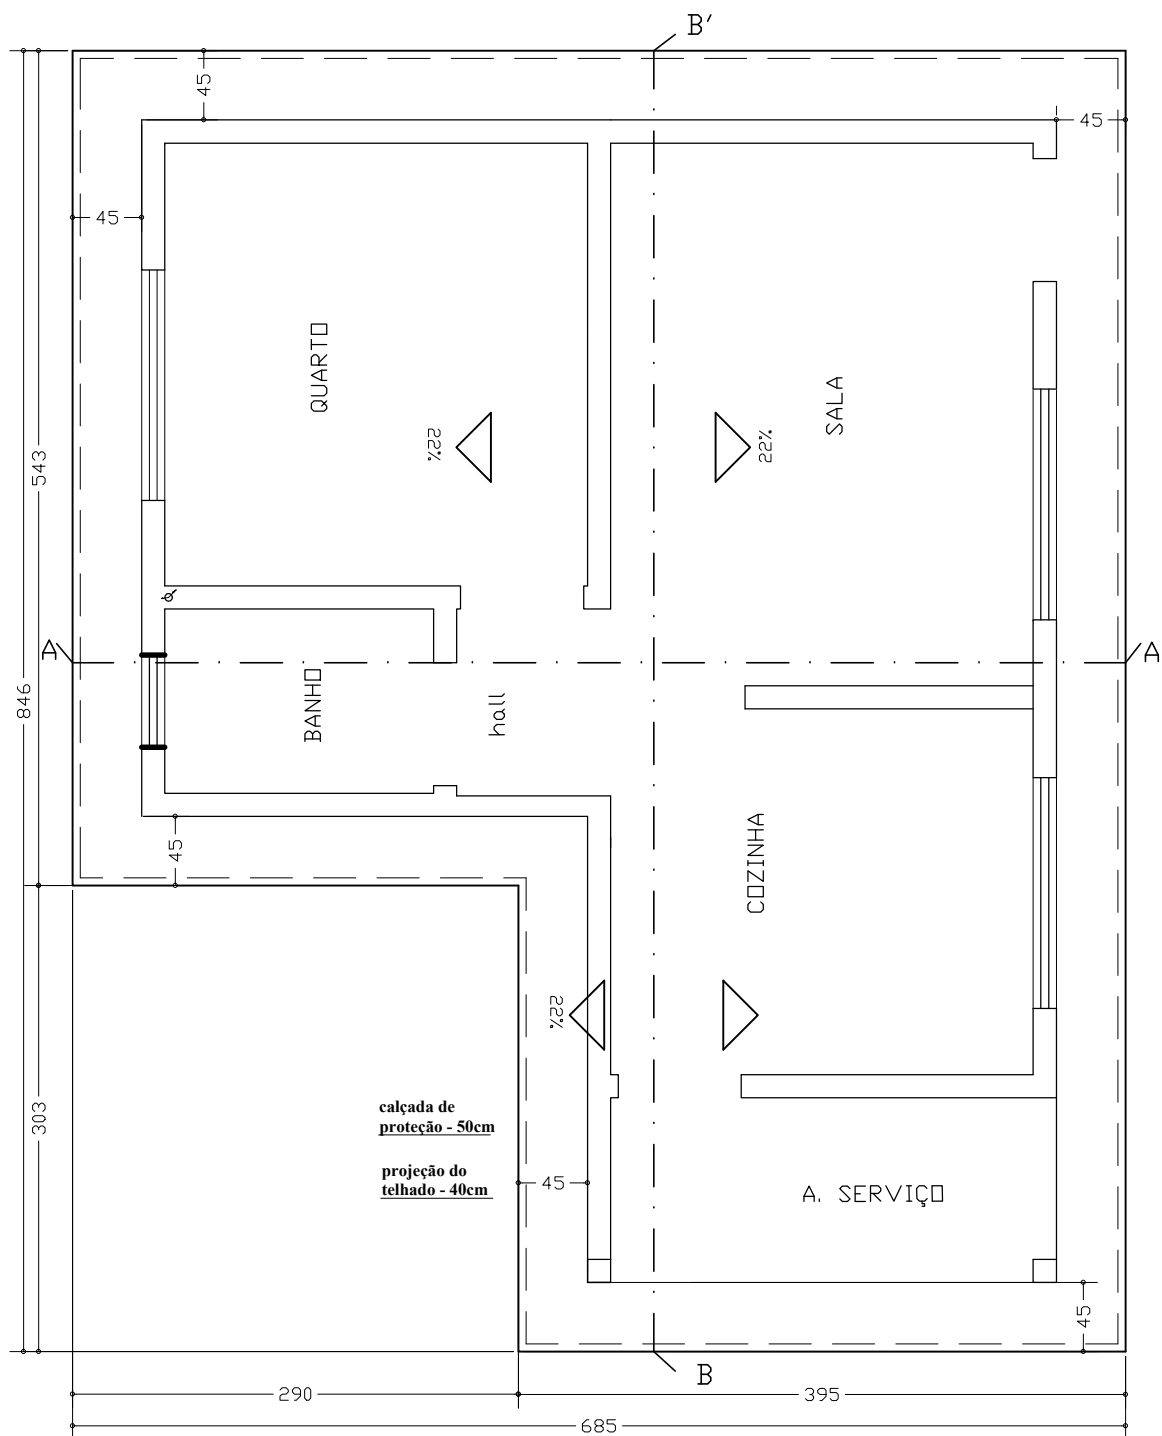 B'
45
45
45
QUARTO
SALA
22%
22%
543
A
A
846
BANHO
hall
45
COZINHA
22%
303
calçada de
proteção - 50cm
projeção do
telhado - 40cm
45
A. SERVIÇO
45
B
290
395
685